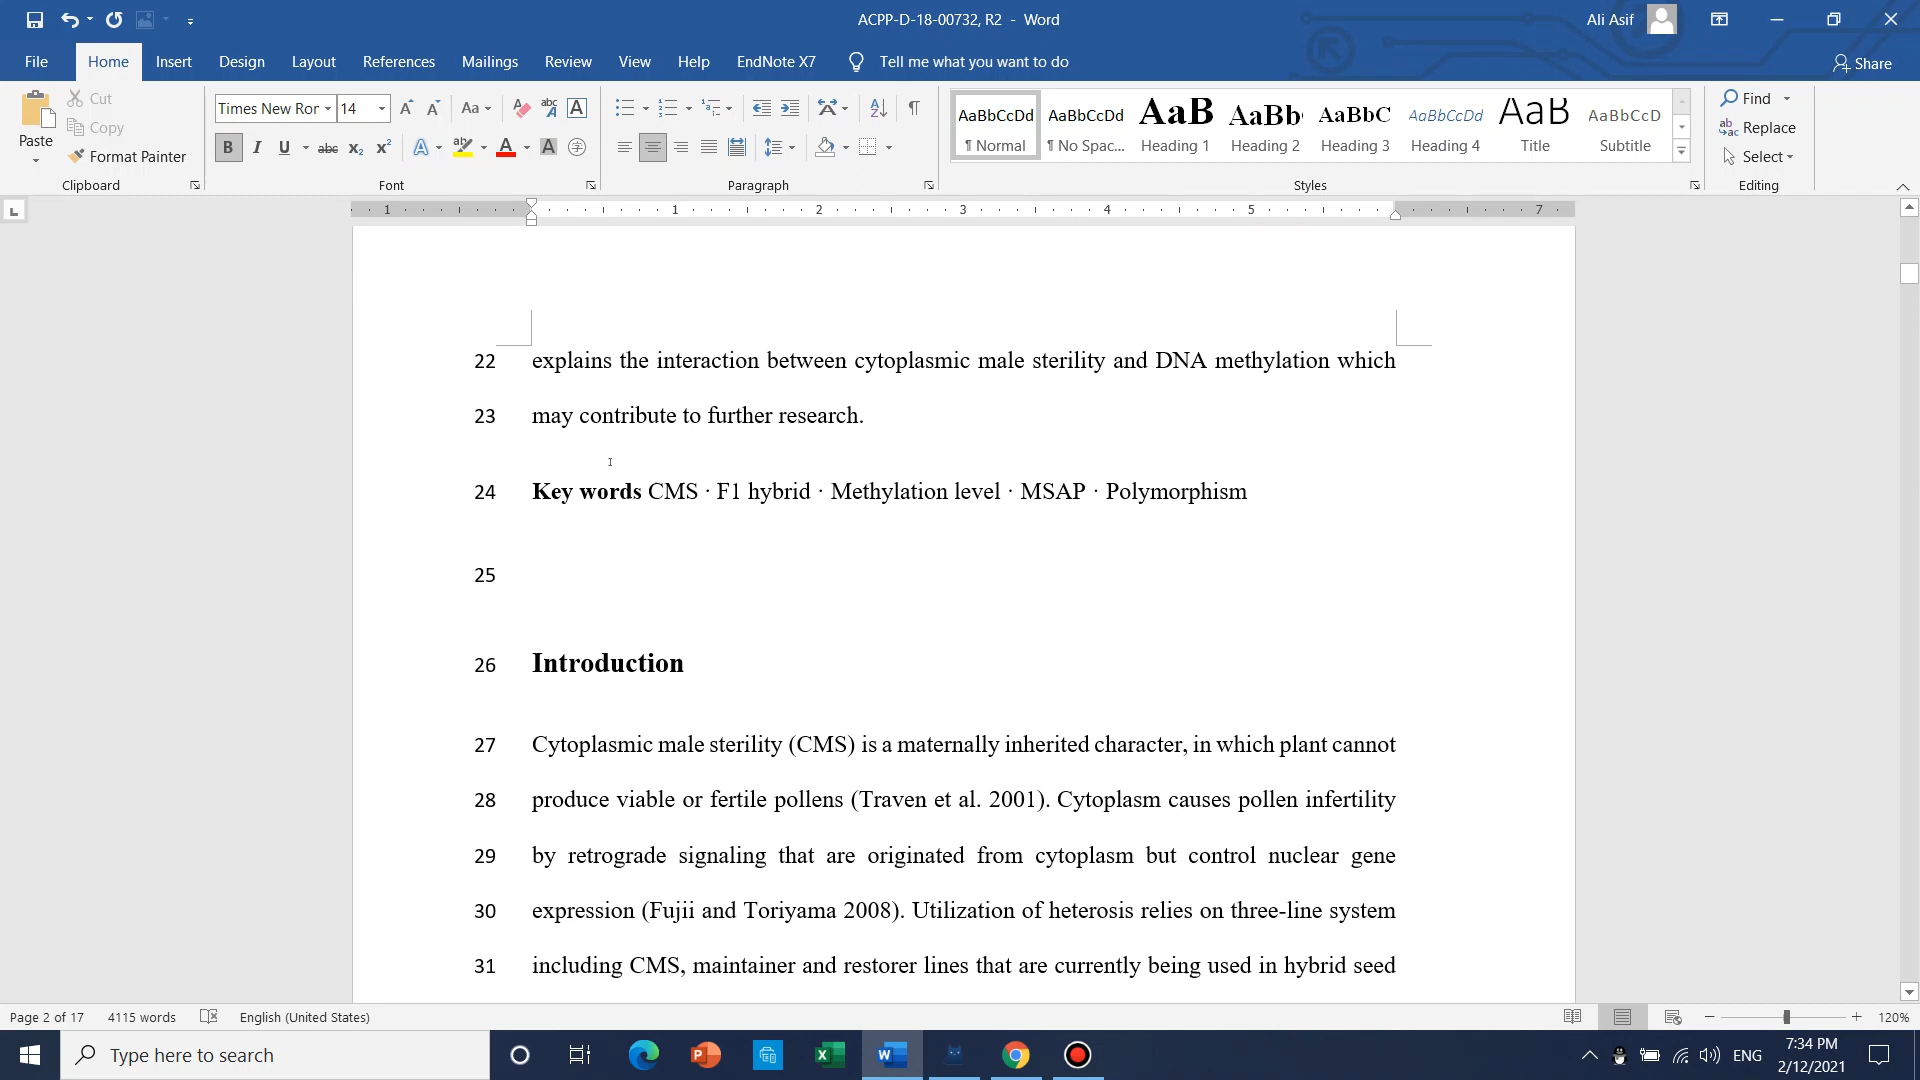 ACPP-D-18-00732, R2 - Word
Ali Asif
File Home Insert Design Layout References Mailings Review View Help EndNote X7 Tell me what you want to do
Share
Paste
Cut
Copy
Format Painter
Clipboard
Times New Ror 14
Font
Paragraph
AaBbCcDd AaBbCcDd AaB AaBb AaBbC AaBbCcDd AaB AaBbCcD
¶ Normal ¶ No Spac... Heading 1 Heading 2 Heading 3 Heading 4 Title Subtitle
Styles
Find
Replace
Select
Editing
1 1 2 3 4 5 7
22 explains the interaction between cytoplasmic male sterility and DNA methylation which
23 may contribute to further research.
24 Key words CMS · F1 hybrid · Methylation level · MSAP · Polymorphism
25
26 Introduction
27 Cytoplasmic male sterility (CMS) is a maternally inherited character, in which plant cannot
28 produce viable or fertile pollens (Traven et al. 2001). Cytoplasm causes pollen infertility
29 by retrograde signaling that are originated from cytoplasm but control nuclear gene
30 expression (Fujii and Toriyama 2008). Utilization of heterosis relies on three-line system
31 including CMS, maintainer and restorer lines that are currently being used in hybrid seed
Page 2 of 17 4115 words English (United States) 120%
Type here to search
ENG
7:34 PM
2/12/2021